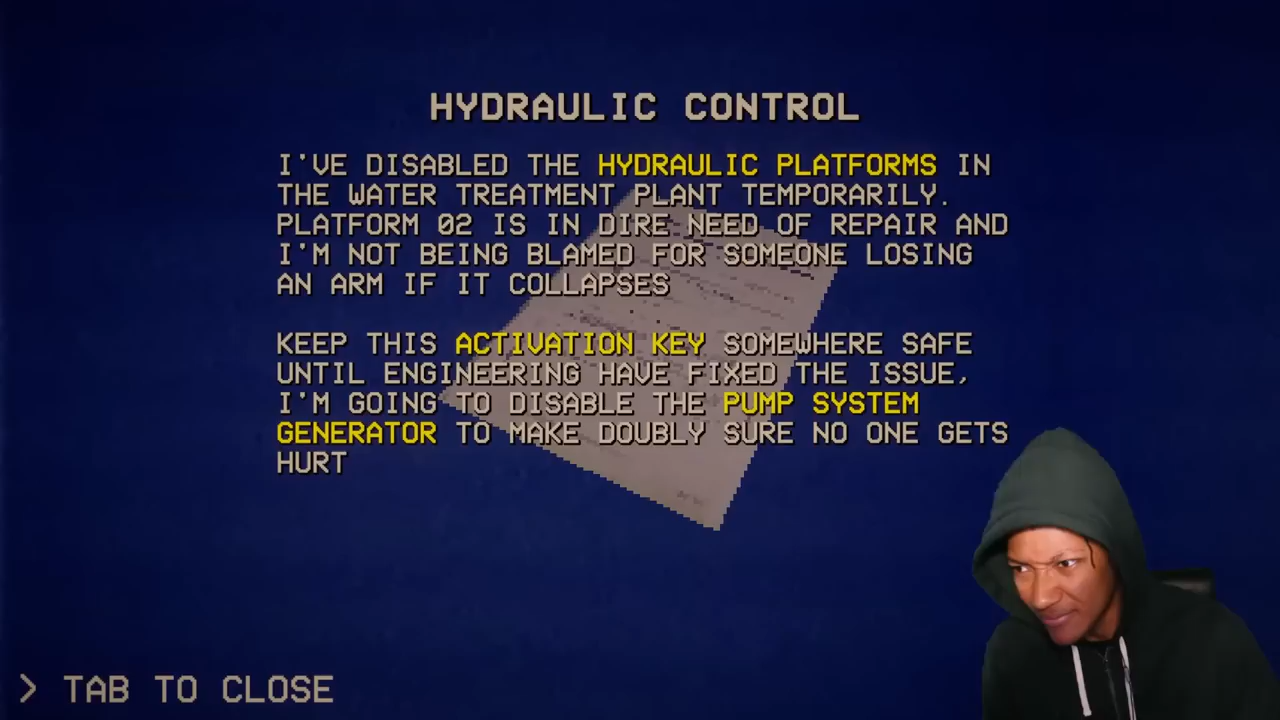 HYDRAULIC CONTROL
I'VE DISABLED THE HYDRAULIC PLATFORMS IN
THE WATER TREATMENT PLANT TEMPORARILY.
PLATFORM 02 IS IN DIRE NEED OF REPAIR AND
I'M NOT BEING BLAMED FOR SOMEONE LOSING
AN ARM IF IT COLLAPSES
KEEP THIS ACTIVATION KEY SOMEWHERE SAFE
UNTIL ENGINEERING HAVE FIXED THE ISSUE,
I'M GOING TO DISABLE THE PUMP SYSTEM
GENERATOR TO MAKE DOUBLY SURE NO ONE GETS
HURT
> TAB TO CLOSE